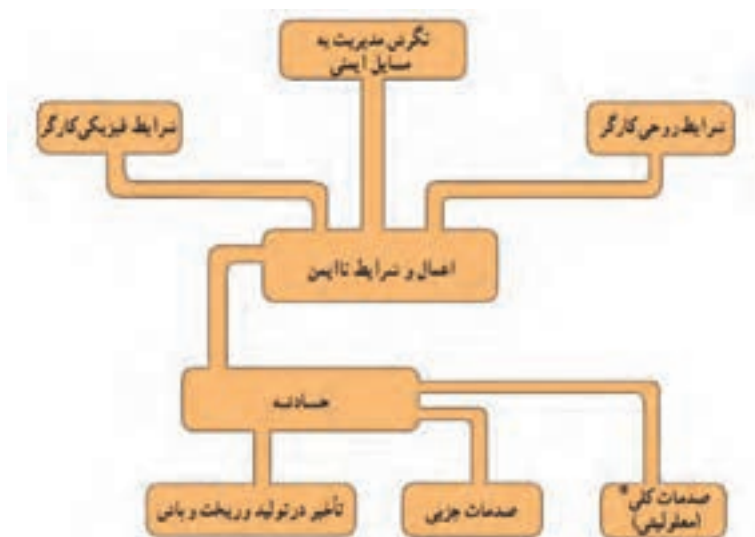 نگرش مدیریت به
مسایل ایمنی
شرایط روحی کارگر
شرایط فیزیکی کارگر
اعمال و شرایط ناایمن
حادثه
صدمات کلی*
(معلولیتی)
صدمات جزیی
تأخیر در تولید و ریخت و پاش